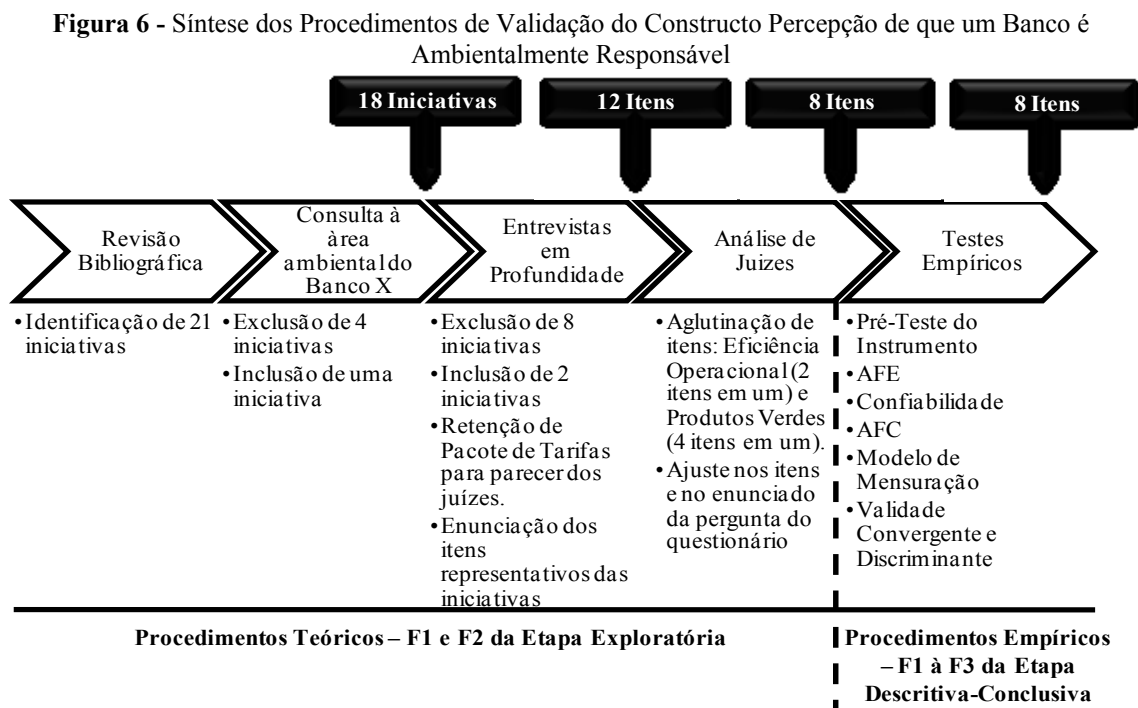 Figura 6 - Síntese dos Procedimentos de Validação do Constructo Percepção de que um Banco é
Ambientalmente Responsável
18 Iniciativas
12 Itens
8 Itens
8 Itens
Revisão
Bibliográfica
Consulta à
àrea
ambiental do
Banco X
Entrevistas
em
Profundidade
Análise de
Juizes
Testes
Empíricos
•Identificação de 21
iniciativas
•Exclusão de 4
iniciativas
•Inclusão de uma
iniciativa
•Exclusão de 8
iniciativas
•Inclusão de 2
iniciativas
•Retenção de
Pacote de Tarifas
para parecer dos
juízes.
•Enunciação dos
itens
representativos das
iniciativas
•Aglutinação de
itens: Eficiência
Operacional (2
itens em um) e
Produtos Verdes
(4 itens em um).
•Ajuste nos itens
e no enunciado
da pergunta do
questionário
•Pré-Teste do
Instrumento
•AFE
•Confiabilidade
•AFC
•Modelo de
Mensuração
•Validade
Convergente e
Discriminante
Procedimentos Teóricos – F1 e F2 da Etapa Exploratória
Procedimentos Empíricos
– F1 à F3 da Etapa
Descritiva-Conclusiva